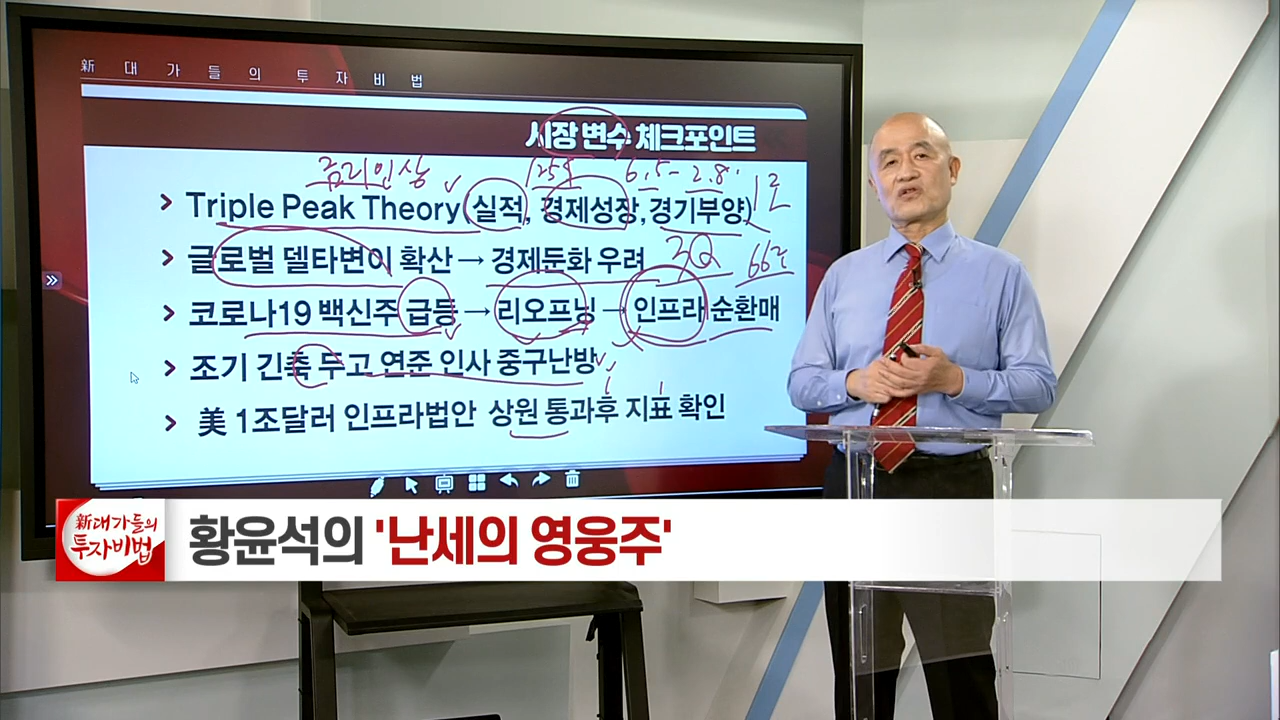 新 대 가 들 의 투 자 비 법
시장 변수 체크포인트
금리인상 6.5 - 2.8
> Triple Peak Theory (실적, 경제성장,경기부양)
> 글로벌 델타변이 확산 → 경제둔화 우려 3Q 66
> 코로나19 백신주 급등 → 리오프닝 → 인프라 순환매
> 조기 긴축 두고 연준 인사 중구난방
> 美 1조달러 인프라법안 상원 통과후 지표 확인
新대가들의
투자비법
황윤석의 '난세의 영웅주'